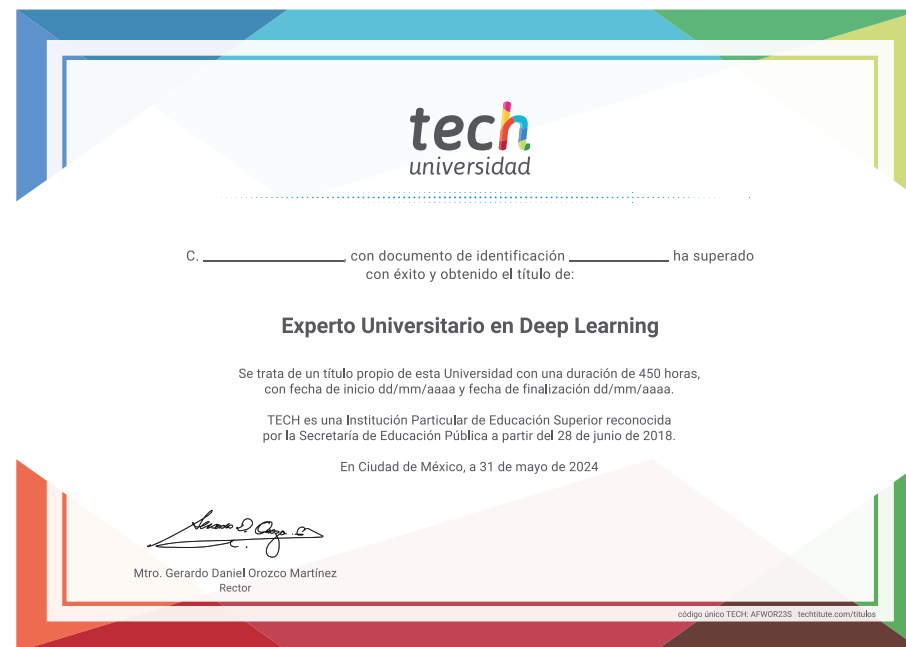 tech
universidad
C. ____________, con documento de identificación ____________ ha superado
con éxito y obtenido el título de:
Experto Universitario en Deep Learning
Se trata de un título propio de esta Universidad con una duración de 450 horas,
con fecha de inicio dd/mm/aaaa y fecha de finalización dd/mm/aaaa.
TECH es una Institución Particular de Educación Superior reconocida
por la Secretaría de Educación Pública a partir del 28 de junio de 2018.
En Ciudad de México, a 31 de mayo de 2024
Mtro. Gerardo Daniel Orozco Martínez
Rector
código único TECH: AFWOR23S techtitute.com/titulos